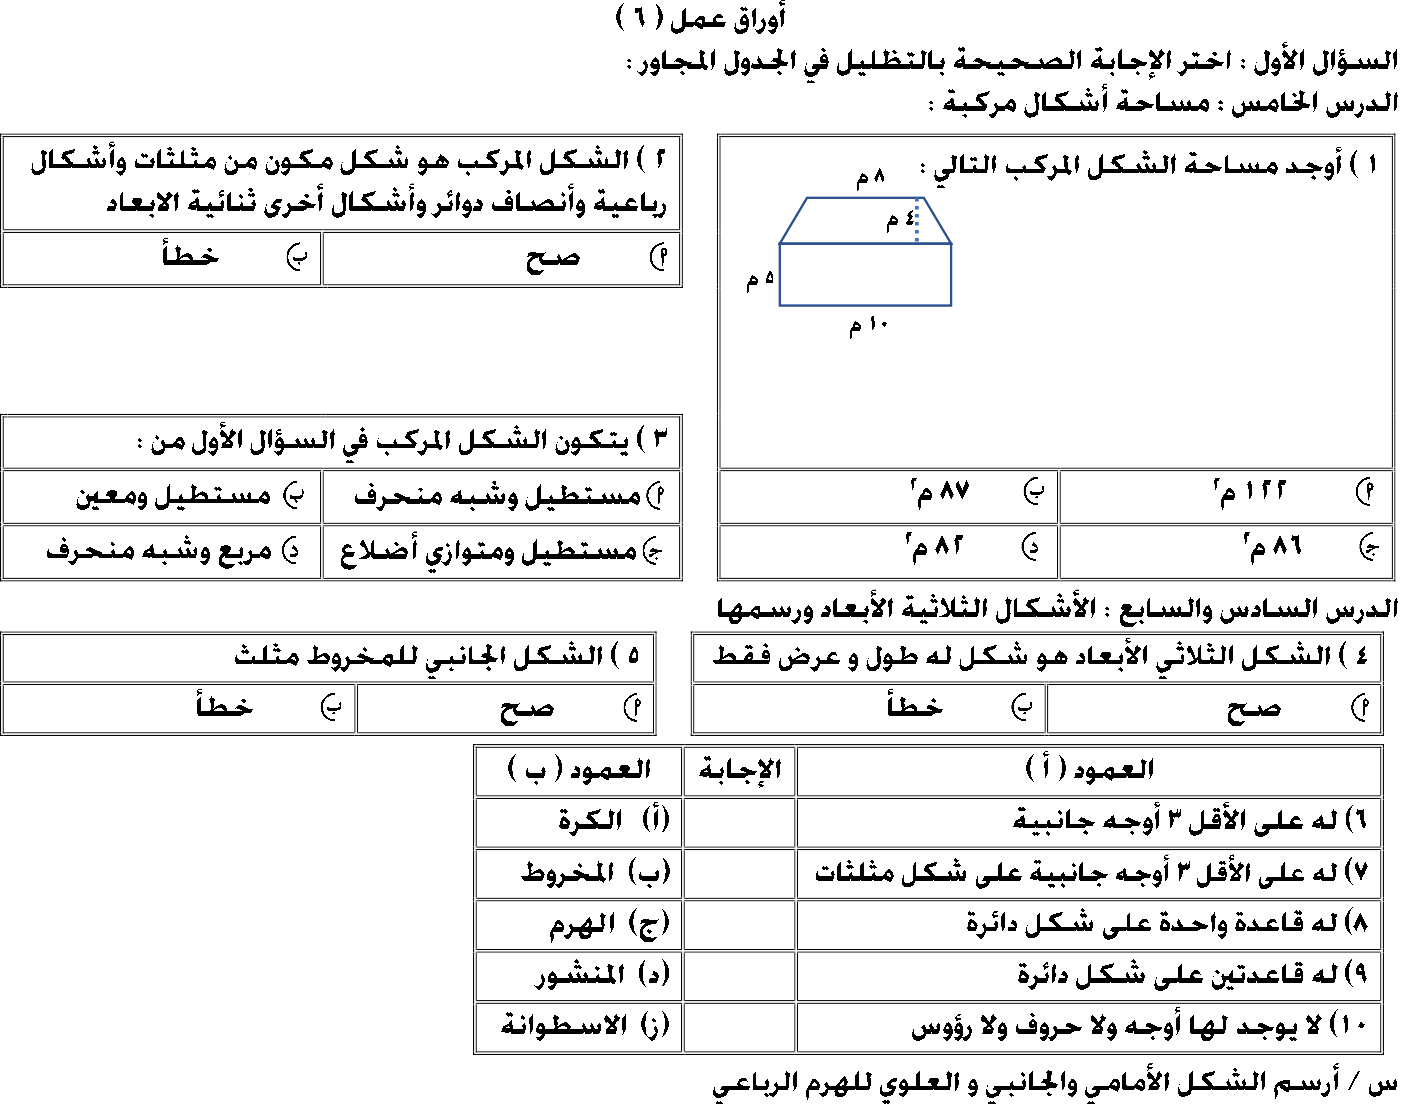 أوراق عمل ( ٦ )
السؤال الأول : اختر الإجابة الصحيحة بالتظليل في الجدول المجاور :
الدرس الخامس : مساحة أشكال مركبة :
١ ) أوجد مساحة الشكل المركب التالي :
٨ م
٤ م
٥ م
١٠ م
أ) ١٢٢ م٢
ب) ٨٧ م٢
ج) ٨٦ م٢
د) ٨٢ م٢
٢ ) الشكل المركب هو شكل مكون من مثلثات وأشكال
رباعية وأنصاف دوائر وأشكال أخرى ثنائية الابعاد
أ) صح
ب) خطأ
٣ ) يتكون الشكل المركب في السؤال الأول من :
أ) مستطيل وشبه منحرف
ب) مستطيل ومعين
ج) مستطيل ومتوازي أضلاع
د) مربع وشبه منحرف
الدرس السادس والسابع : الأشكال الثلاثية الأبعاد ورسمها
٤ ) الشكل الثلاثي الأبعاد هو شكل له طول و عرض فقط
أ) صح
ب) خطأ
٥ ) الشكل الجانبي للمخروط مثلث
أ) صح
ب) خطأ
العمود ( أ ) الإجابة العمود ( ب )
٦) له على الأقل ٣ أوجه جانبية (أ) الكرة
٧) له على الأقل ٣ أوجه جانبية على شكل مثلثات (ب) المخروط
٨) له قاعدة واحدة على شكل دائرة (ج) الهرم
٩) له قاعدتين على شكل دائرة (د) المنشور
١٠) لا يوجد لها أوجه ولا حروف ولا رؤوس (ز) الاسطوانة
س / أرسم الشكل الأمامي والجانبي و العلوي للهرم الرباعي